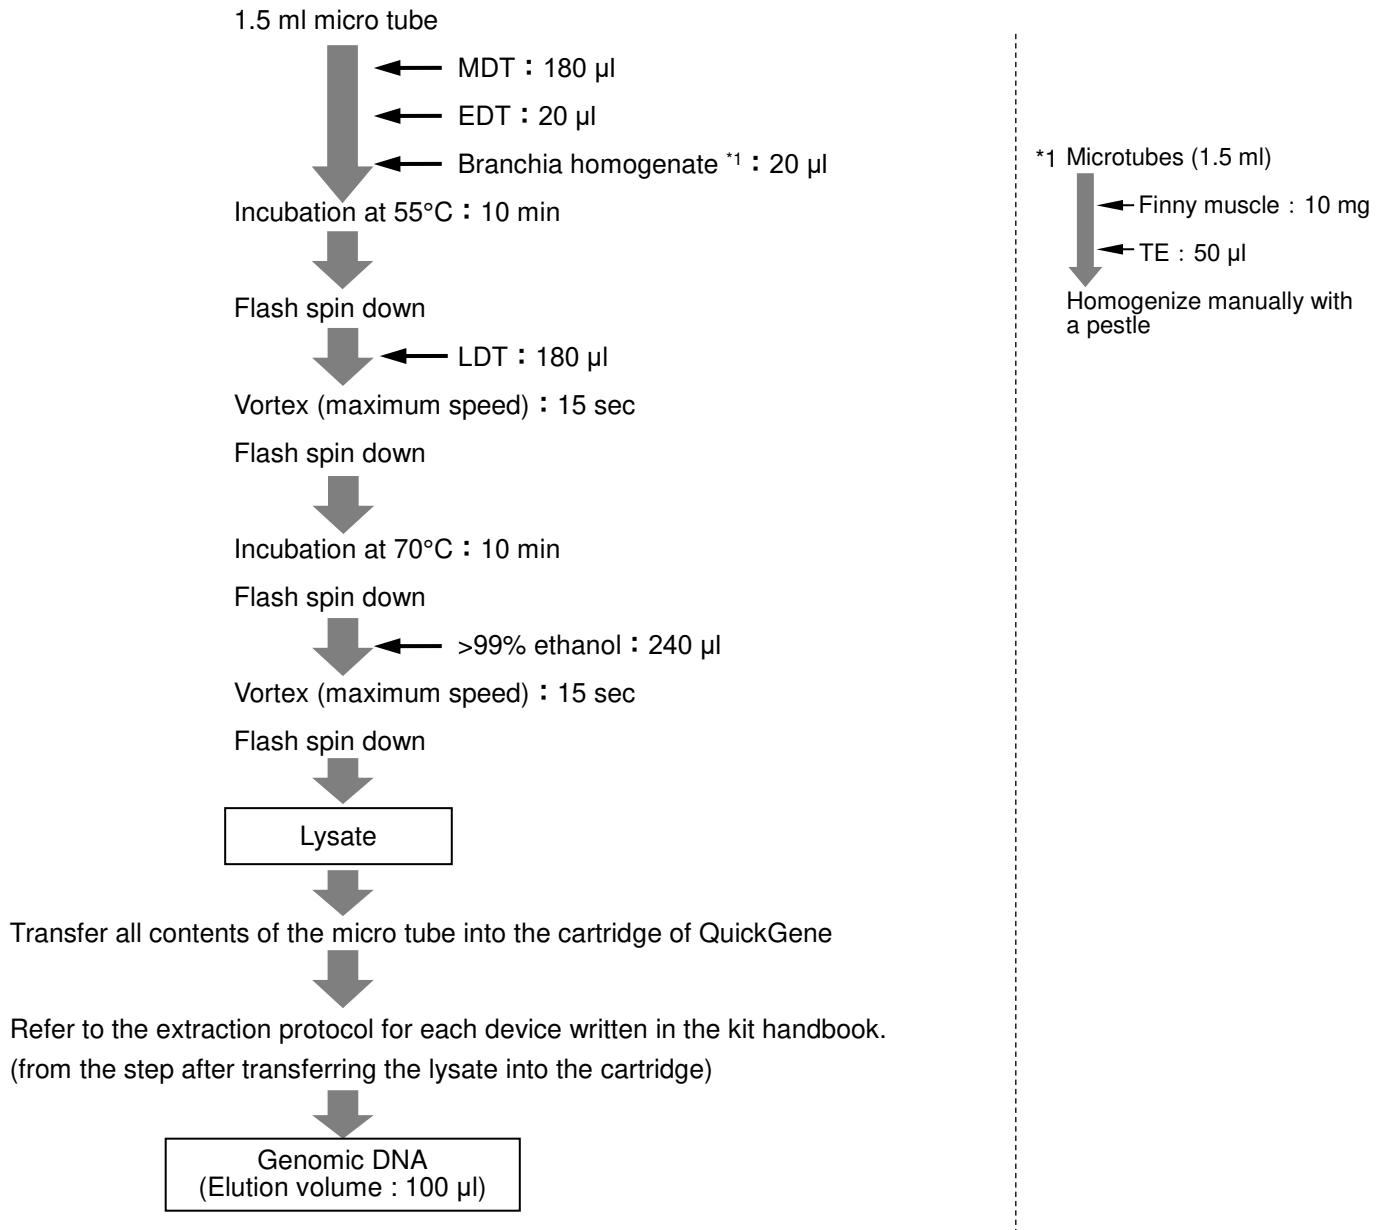 1.5 ml micro tube
MDT：180 µl
EDT：20 µl
Branchia homogenate *1：20 µl
Incubation at 55°C：10 min
Flash spin down
LDT：180 µl
Vortex (maximum speed)：15 sec
Flash spin down
Incubation at 70°C：10 min
Flash spin down
>99% ethanol：240 µl
Vortex (maximum speed)：15 sec
Flash spin down
Lysate
Transfer all contents of the micro tube into the cartridge of QuickGene
Refer to the extraction protocol for each device written in the kit handbook.
(from the step after transferring the lysate into the cartridge)
Genomic DNA
(Elution volume : 100 µl)
*1 Microtubes (1.5 ml)
Finny muscle：10 mg
TE：50 µl
Homogenize manually with
a pestle